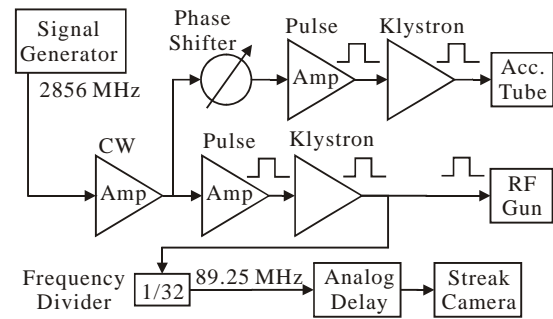 Signal
Generator
Phase
Shifter
Pulse
Klystron
Amp
Acc.
Tube
2856 MHz
CW
Amp
Pulse
Amp
Klystron
RF
Gun
Frequency
Divider
1/32
89.25 MHz
Analog
Delay
Streak
Camera